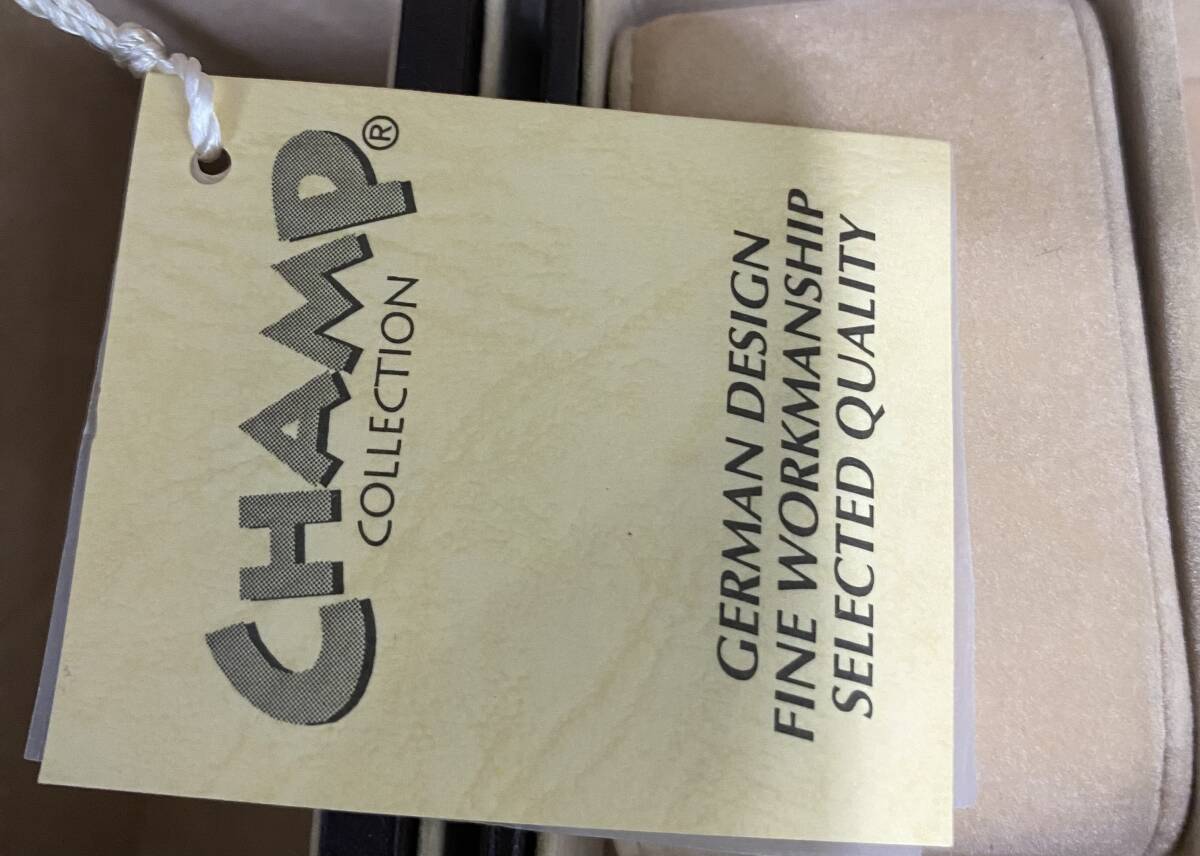 CHAMP®
COLLECTION
GERMAN DESIGN
FINE WORKMANSHIP
SELECTED QUALITY